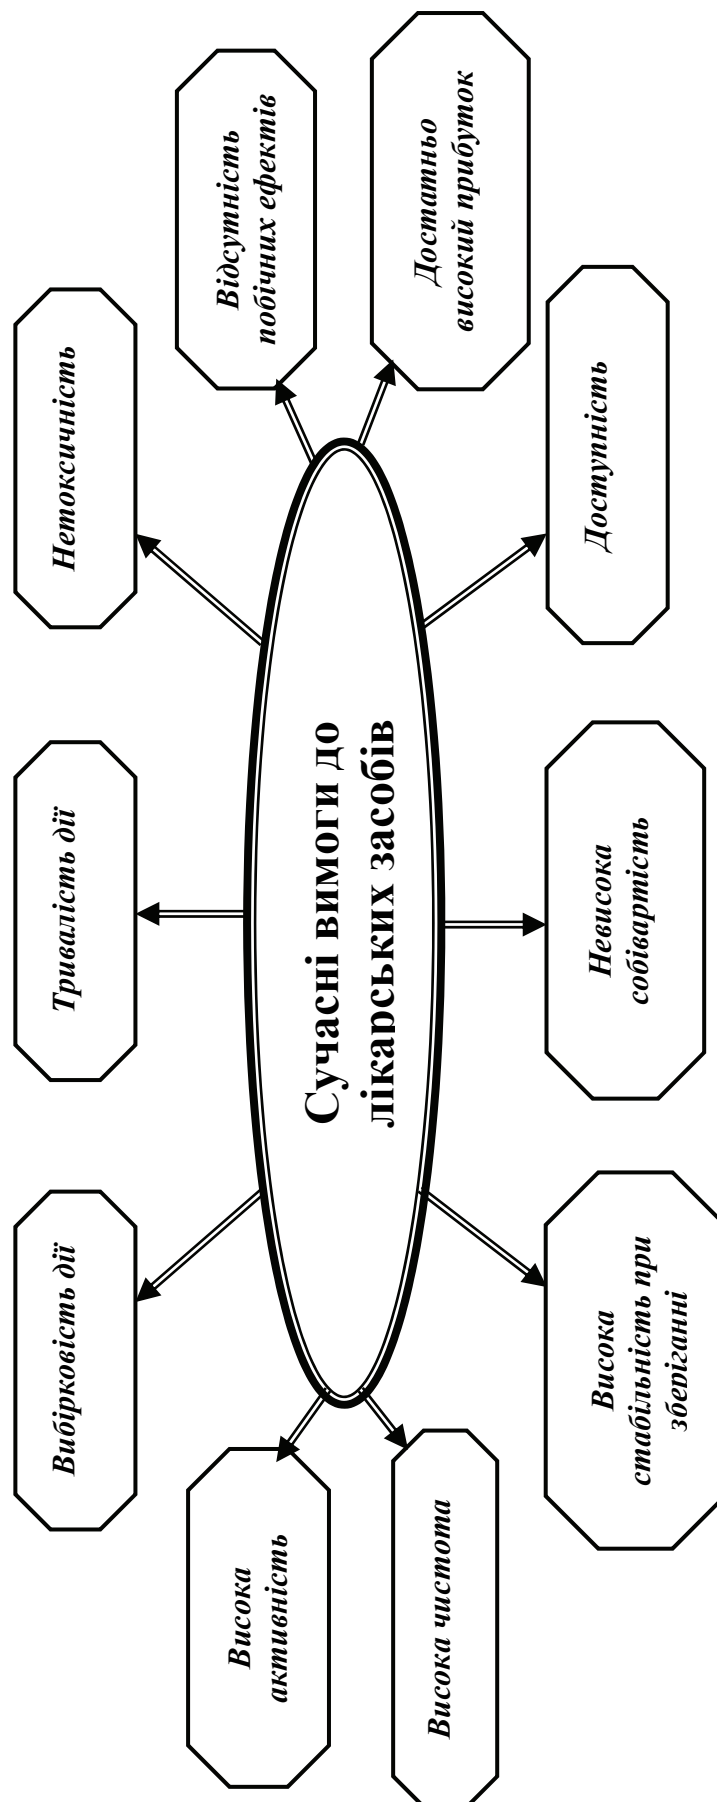 Сучасні вимоги до
лікарських засобів
Висока
активність
Вибірковість дії
Тривалість дії
Нетоксичність
Відсутність
побічних ефектів
Достатньо
високий прибуток
Доступність
Невисока
собівартість
Висока
стабільність при
зберіганні
Висока чистота